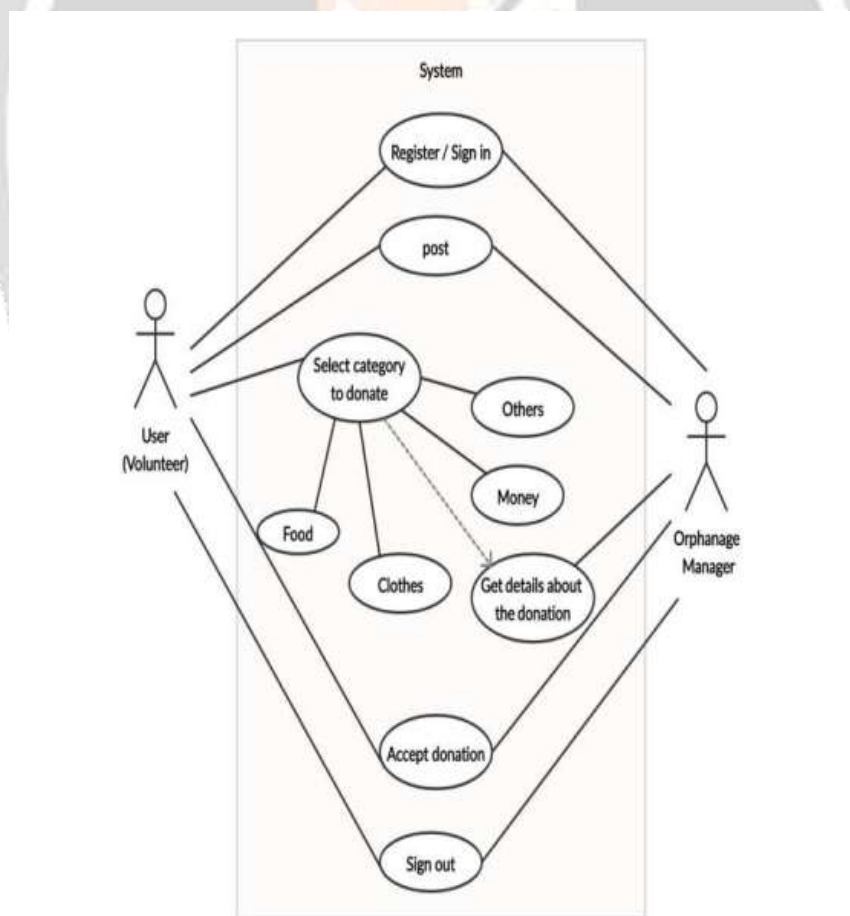 System
Register / Sign in
post
Select category
to donate
Others
Money
Food
Clothes
Get details about
the donation
Accept donation
Sign out
User
(Volunteer)
Orphanage
Manager